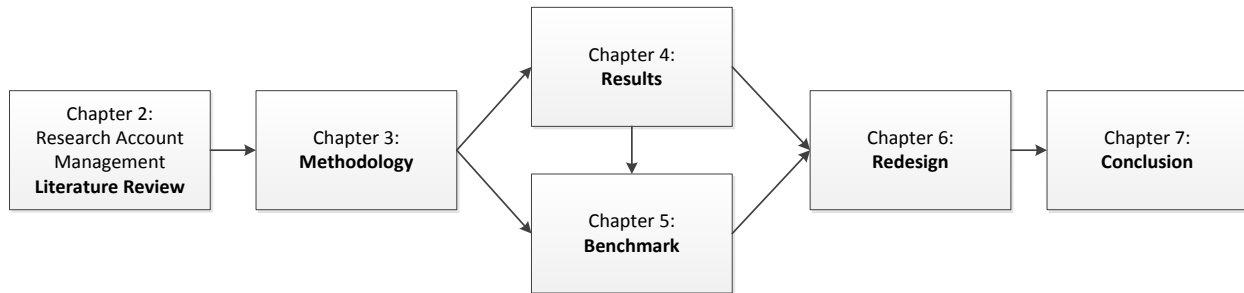 Chapter 2:
Research Account
Management
Literature Review
Chapter 3:
Methodology
Chapter 4:
Results
Chapter 5:
Benchmark
Chapter 6:
Redesign
Chapter 7:
Conclusion